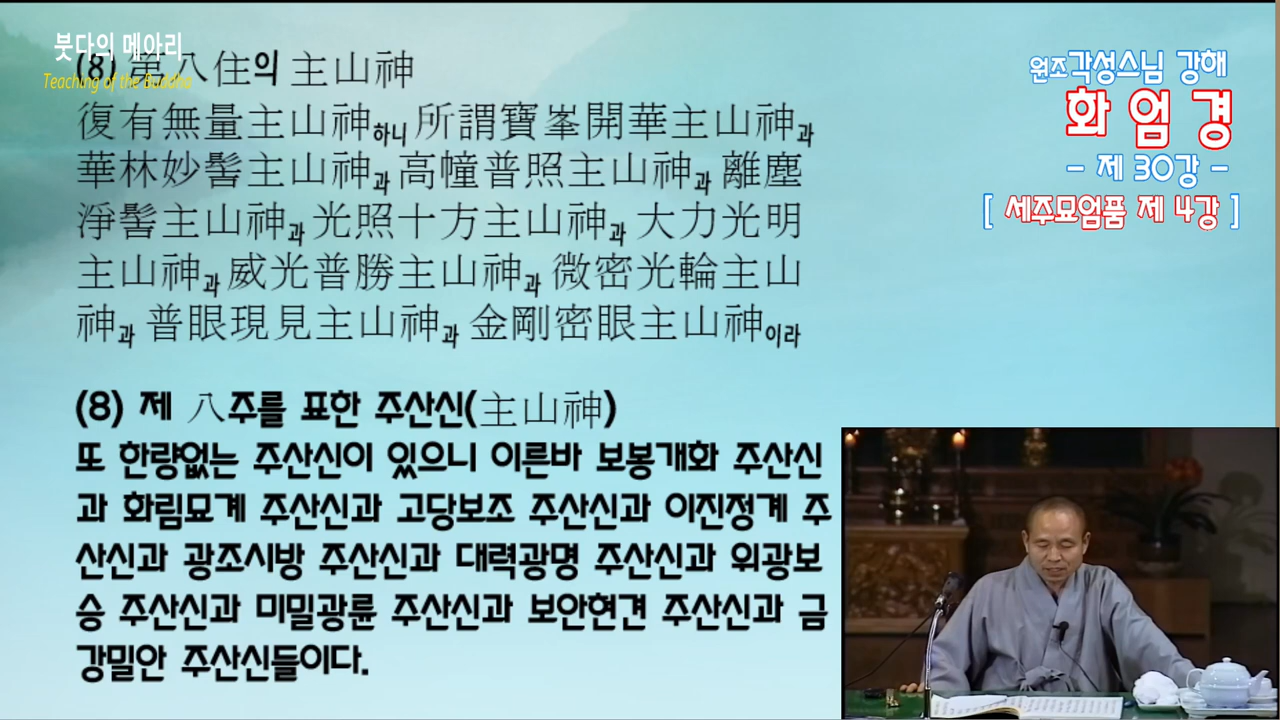 붓다의 메아리
Teaching of the Buddha
(8) 第八住의 主山神
復有無量主山神하니 所謂寶峯開華主山神과
華林妙髻主山神과 高幢普照主山神과 離塵
淨髻主山神과 光照十方主山神과 大力光明
主山神과 威光普勝主山神과 微密光輪主山
神과 普眼現見主山神과 金剛密眼主山神이라
(8) 제 八주를 표한 주산신(主山神)
또 한량없는 주산신이 있으니 이른바 보봉개화 주산신
과 화림묘계 주산신과 고당보조 주산신과 이진정계 주
산신과 광조시방 주산신과 대력광명 주산신과 위광보
승 주산신과 미밀광륜 주산신과 보안현견 주산신과 금
강밀안 주산신들이다.
원조각성스님 강해
화 엄 경
- 제 30강 -
[ 세주묘엄품 제 4강 ]